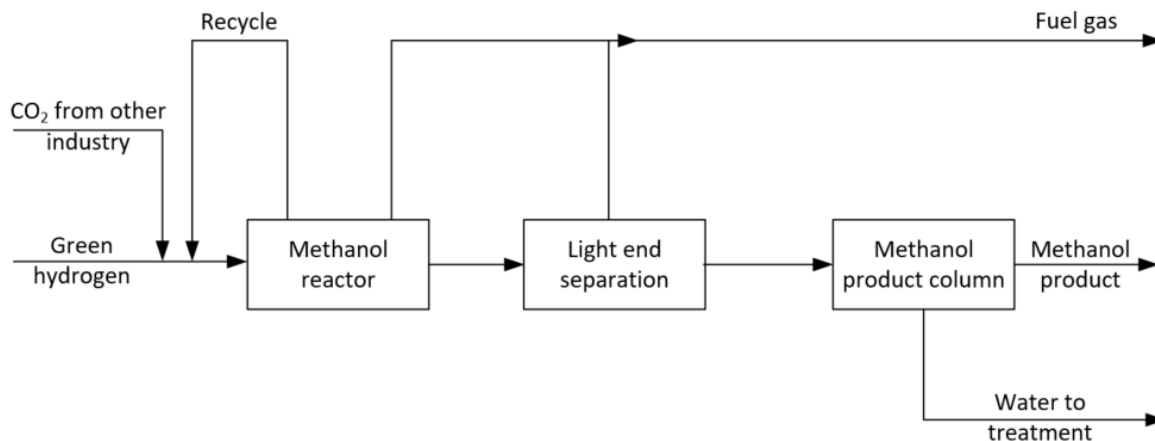 Recycle
Fuel gas
CO₂ from other
industry
Green
hydrogen
Methanol
reactor
Light end
separation
Methanol
product column
Methanol
product
Water to
treatment